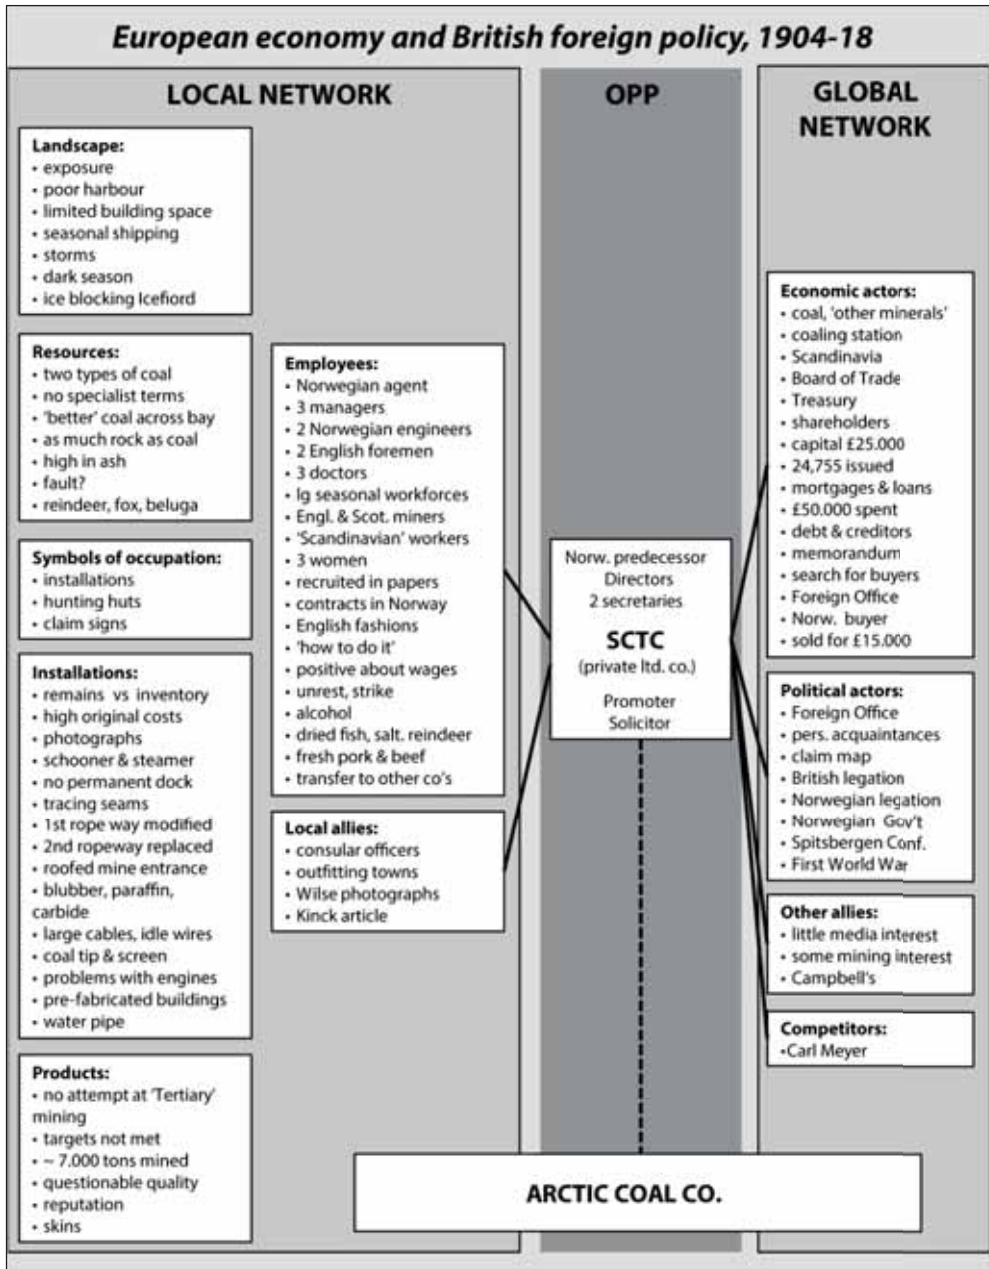 European economy and British foreign policy, 1904-18
LOCAL NETWORK
Landscape:
• exposure
• poor harbour
• limited building space
• seasonal shipping
• storms
• dark season
• ice blocking Icefiord
Resources:
• two types of coal
• no specialist terms
• 'better' coal across bay
• as much rock as coal
• high in ash
• fault?
• reindeer, fox, beluga
Symbols of occupation:
• installations
• hunting huts
• claim signs
Installations:
• remains vs inventory
• high original costs
• photographs
• schooner & steamer
• no permanent dock
• tracing seams
• 1st rope way modified
• 2nd ropeway replaced
• roofed mine entrance
• blubber, paraffin,
carbide
• large cables, idle wires
• coal tip & screen
• problems with engines
• pre-fabricated buildings
• water pipe
Products:
• no attempt at 'Tertiary'
mining
• targets not met
• ~ 7.000 tons mined
• questionable quality
• reputation
• skins
Employees:
• Norwegian agent
• 3 managers
• 2 Norwegian engineers
• 2 English foremen
• 3 doctors
• lg seasonal workforces
• Engl. & Scot. miners
• 'Scandinavian' workers
• 3 women
• recruited in papers
• contracts in Norway
• English fashions
• 'how to do it'
• positive about wages
• unrest, strike
• alcohol
• dried fish, salt. reindeer
• fresh pork & beef
• transfer to other co's
Local allies:
• consular officers
• outfitting towns
• Wilse photographs
• Kinck article
OPP
Norw. predecessor
Directors
2 secretaries
SCTC
(private ltd. co.)
Promoter
Solicitor
GLOBAL
NETWORK
Economic actors:
• coal, 'other minerals'
• coaling station
• Scandinavia
• Board of Trade
• Treasury
• shareholders
• capital £25.000
• 24,755 issued
• mortgages & loans
• £50.000 spent
• debt & creditors
• memorandum
• search for buyers
• Foreign Office
• Norw. buyer
• sold for £15.000
Political actors:
• Foreign Office
• pers. acquaintances
• claim map
• British legation
• Norwegian legation
• Norwegian Gov't
• Spitsbergen Conf.
• First World War
Other allies:
• little media interest
• some mining interest
• Campbell's
Competitors:
•Carl Meyer
ARCTIC COAL CO.